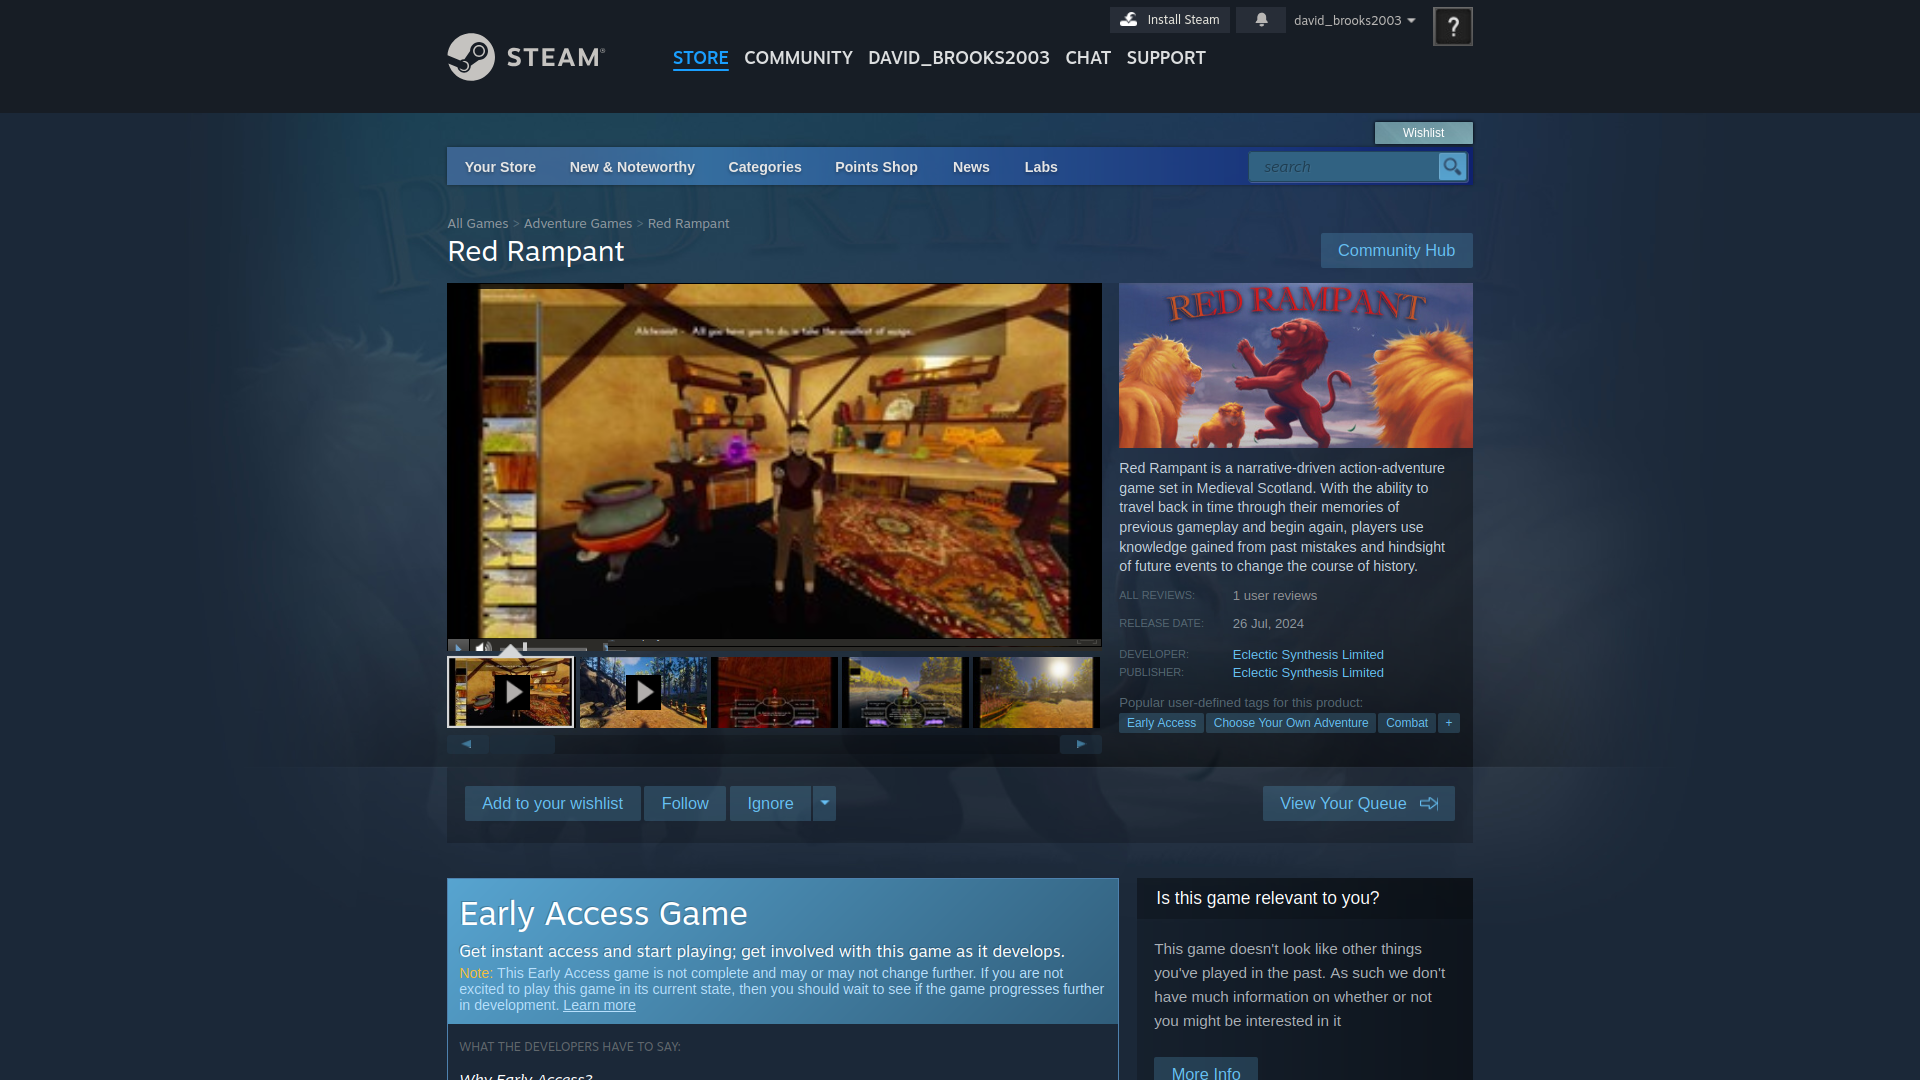 Install Steam
david_brooks2003
?
STEAM®
STORE
COMMUNITY
DAVID_BROOKS2003
CHAT
SUPPORT
Wishlist
Your Store
New & Noteworthy
Categories
Points Shop
News
Labs
search
All Games > Adventure Games > Red Rampant
Red Rampant
Community Hub
Alchemist - All you have to do, is take the smallest of swigs.
RED RAMPANT
Red Rampant is a narrative-driven action-adventure
game set in Medieval Scotland. With the ability to
travel back in time through their memories of
previous gameplay and begin again, players use
knowledge gained from past mistakes and hindsight
of future events to change the course of history.
ALL REVIEWS: 1 user reviews
RELEASE DATE: 26 Jul, 2024
DEVELOPER: Eclectic Synthesis Limited
PUBLISHER: Eclectic Synthesis Limited
Popular user-defined tags for this product:
Early Access
Choose Your Own Adventure
Combat
+
Add to your wishlist
Follow
Ignore
View Your Queue
Early Access Game
Get instant access and start playing; get involved with this game as it develops.
Note: This Early Access game is not complete and may or may not change further. If you are not
excited to play this game in its current state, then you should wait to see if the game progresses further
in development. Learn more
WHAT THE DEVELOPERS HAVE TO SAY:
Why Early Access?
Is this game relevant to you?
This game doesn't look like other things
you've played in the past. As such we don't
have much information on whether or not
you might be interested in it
More Info